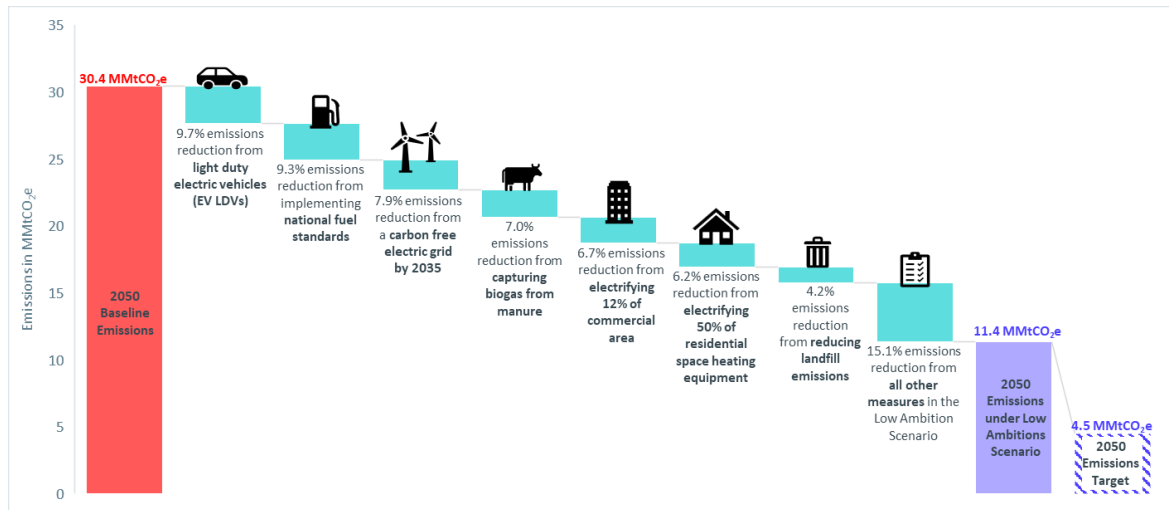 Emissions in MMtCO₂e
35
30
25
20
15
10
5
0
30.4 MMtCO₂e
2050
Baseline
Emissions
9.7% emissions
reduction from
light duty
electric vehicles
(EV LDVs)
9.3% emissions
reduction from
implementing
national fuel
standards
7.9% emissions
reduction from
a carbon free
electric grid
by 2035
7.0%
emissions
reduction from
capturing
biogas from
manure
6.7% emissions
reduction from
electrifying
12% of
commercial
area
6.2% emissions
reduction from
electrifying
50% of
residential
space heating
equipment
4.2%
emissions
reduction
from reducing
landfill
emissions
15.1% emissions
reduction from
all other
measures in the
Low Ambition
Scenario
11.4 MMtCO₂e
2050
Emissions
under Low
Ambitions
Scenario
4.5 MMtCO₂e
2050
Emissions
Target